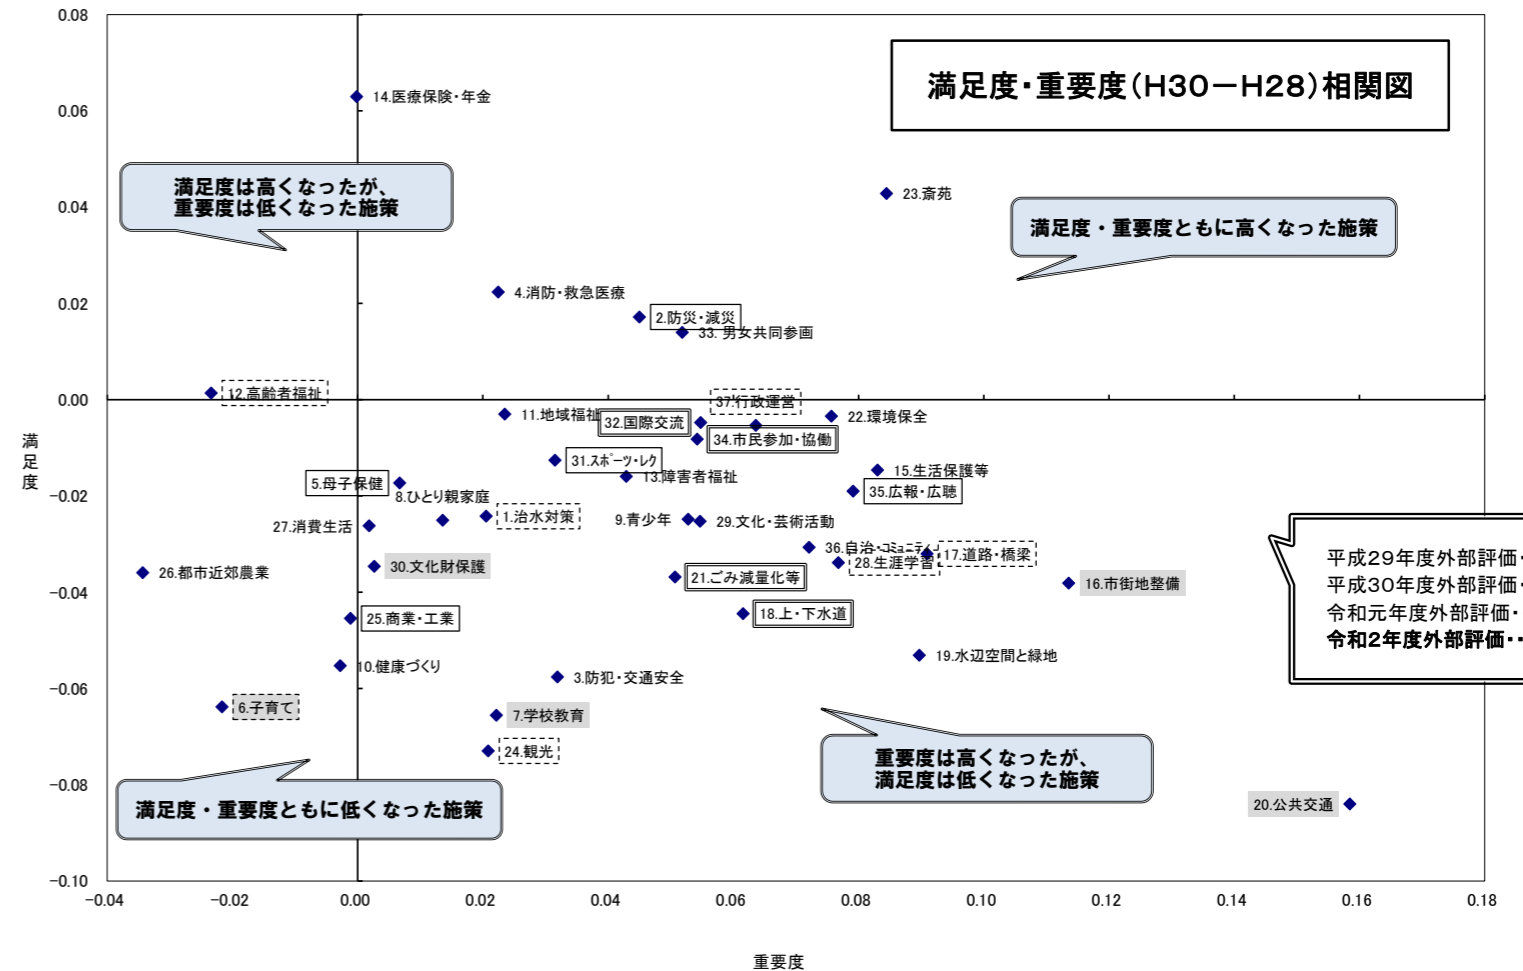 満足度・重要度（H30－H28）相関図
0.08
0.06
0.04
0.02
0.00
-0.02
-0.04
-0.06
-0.08
-0.10
満足度
14.医療保険・年金
満足度は高くなったが、
重要度は低くなった施策
23.斎苑
満足度・重要度ともに高くなった施策
4.消防・救急医療
2.防災・減災
33. 男女共同参画
12.高齢者福祉
37.行政運営
11.地域福祉
32.国際交流
22.環境保全
34.市民参加・協働
31.スポーツ・レク
13.障害者福祉
15.生活保護等
5.母子保健
35.広報・広聴
8.ひとり親家庭
27.消費生活
1.治水対策
9.青少年
29.文化・芸術活動
36.自治・コミュニティ
17.道路・橋梁
28.生涯学習
26.都市近郊農業
30.文化財保護
21.ごみ減量化等
16.市街地整備
平成29年度外部評価・
平成30年度外部評価・
令和元年度外部評価・
令和2年度外部評価・・
25.商業・工業
18.上・下水道
10.健康づくり
19.水辺空間と緑地
3.防犯・交通安全
6.子育て
7.学校教育
24.観光
重要度は高くなったが、
満足度は低くなった施策
満足度・重要度ともに低くなった施策
20.公共交通
-0.04 -0.02 0.00 0.02 0.04 0.06 0.08 0.10 0.12 0.14 0.16 0.18
重要度